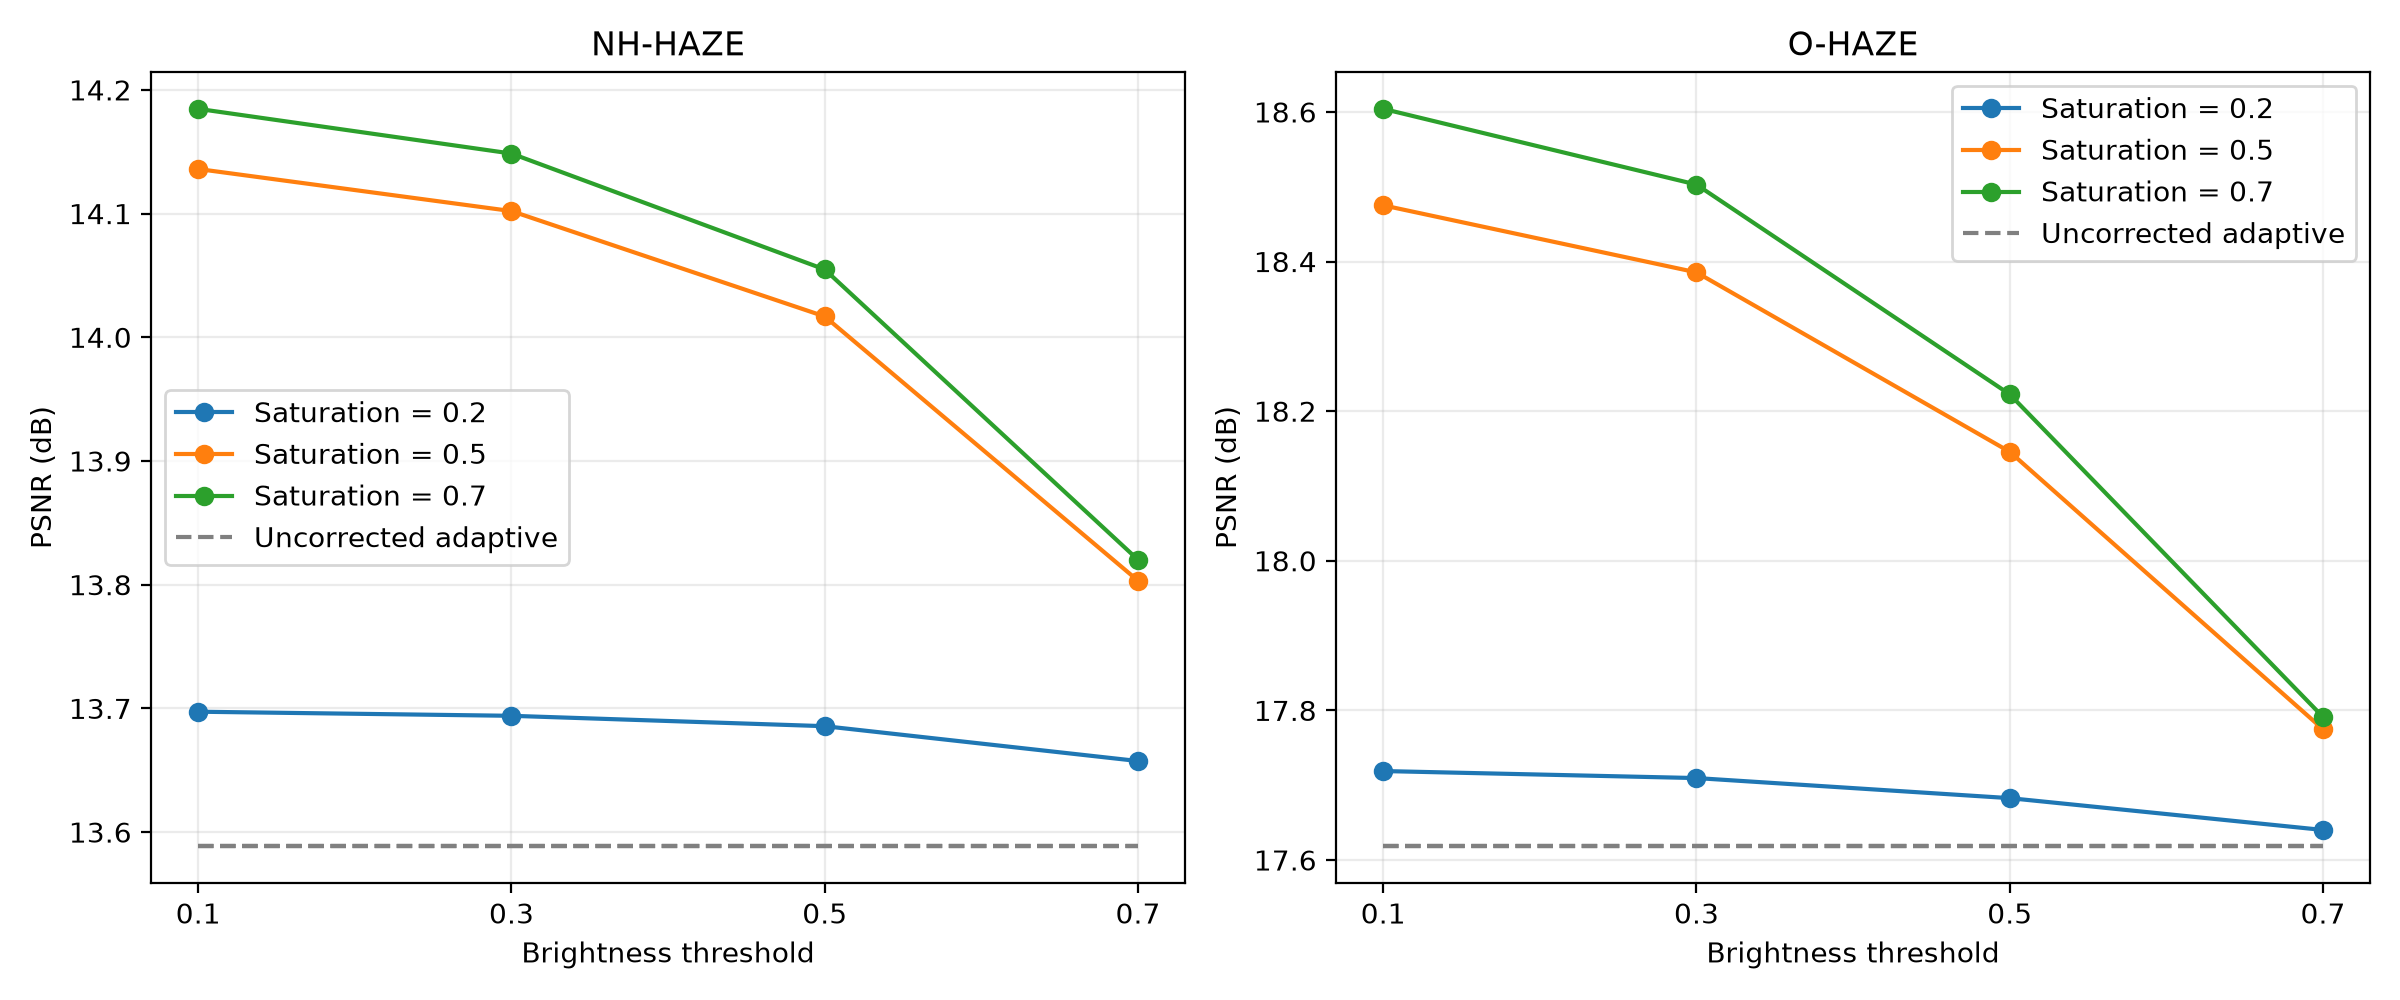 NH-HAZE
14.2
14.1
14.0
13.9
13.8
13.7
13.6
PSNR (dB)
Saturation = 0.2
Saturation = 0.5
Saturation = 0.7
Uncorrected adaptive
0.1 0.3 0.5 0.7
Brightness threshold
O-HAZE
18.6
18.4
18.2
18.0
17.8
17.6
PSNR (dB)
Saturation = 0.2
Saturation = 0.5
Saturation = 0.7
Uncorrected adaptive
0.1 0.3 0.5 0.7
Brightness threshold